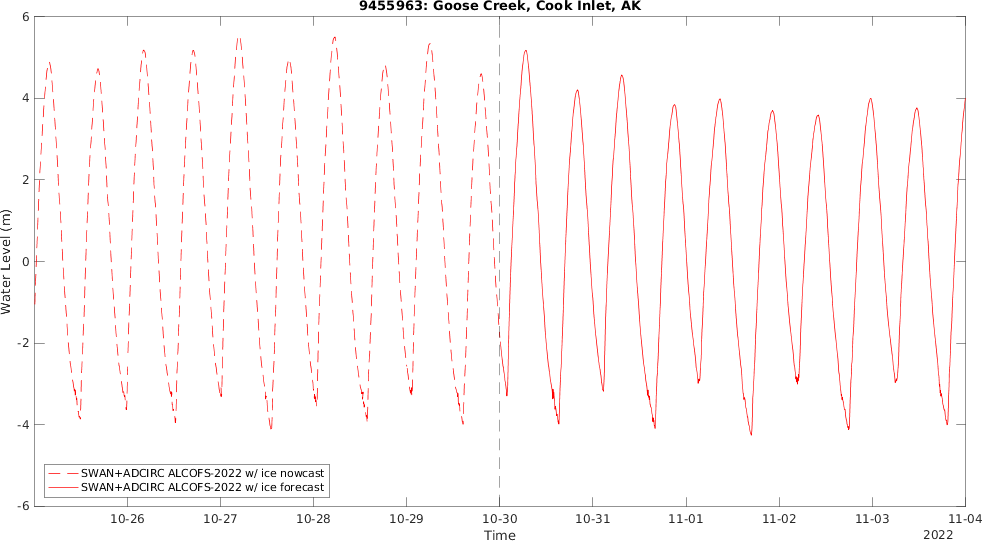 9455963: Goose Creek, Cook Inlet, AK
6
4
2
0
-2
-4
-6
Water Level (m)
SWAN+ADCIRC ALCOFS-2022 w/ ice nowcast
SWAN+ADCIRC ALCOFS-2022 w/ ice forecast
10-26 10-27 10-28 10-29 10-30 10-31 11-01 11-02 11-03 11-04
Time
2022